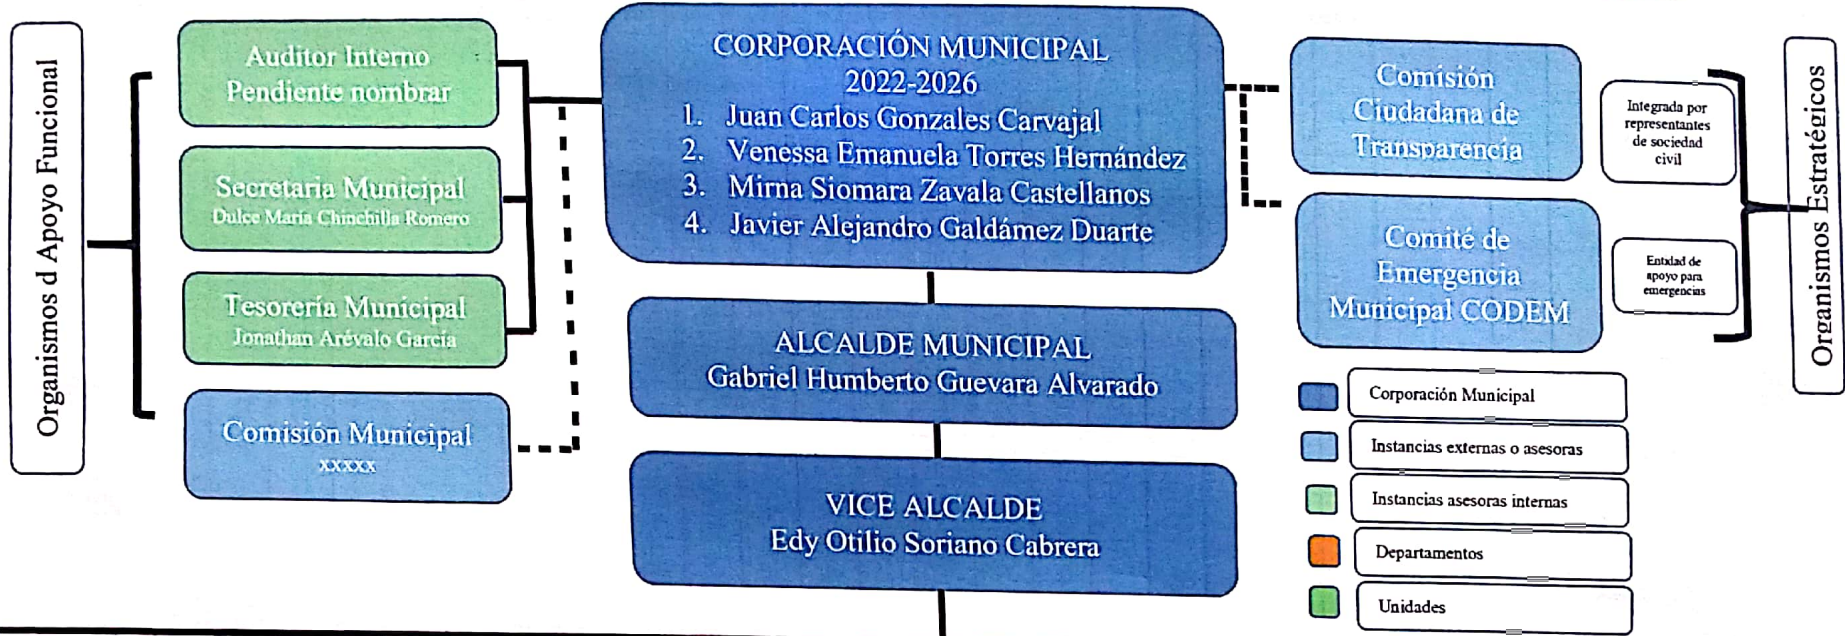 Organismos d Apoyo Funcional
Auditor Interno
Pendiente nombrar
Secretaria Municipal
Dulce María Chinchilla Romero
Tesorería Municipal
Jonathan Arévalo García
Comisión Municipal
xxxxx
CORPORACIÓN MUNICIPAL
2022-2026
1. Juan Carlos Gonzales Carvajal
2. Venessa Emanuela Torres Hernández
3. Mirna Siomara Zavala Castellanos
4. Javier Alejandro Galdámez Duarte
ALCALDE MUNICIPAL
Gabriel Humberto Guevara Alvarado
VICE ALCALDE
Edy Otilio Soriano Cabrera
Comisión
Ciudadana de
Transparencia
Integrada por
representantes
de sociedad
civil
Comité de
Emergencia
Municipal CODEM
Entidad de
apoyo para
emergencias
Organismos Estratégicos
Corporación Municipal
Instancias externas o asesoras
Instancias asesoras internas
Departamentos
Unidades